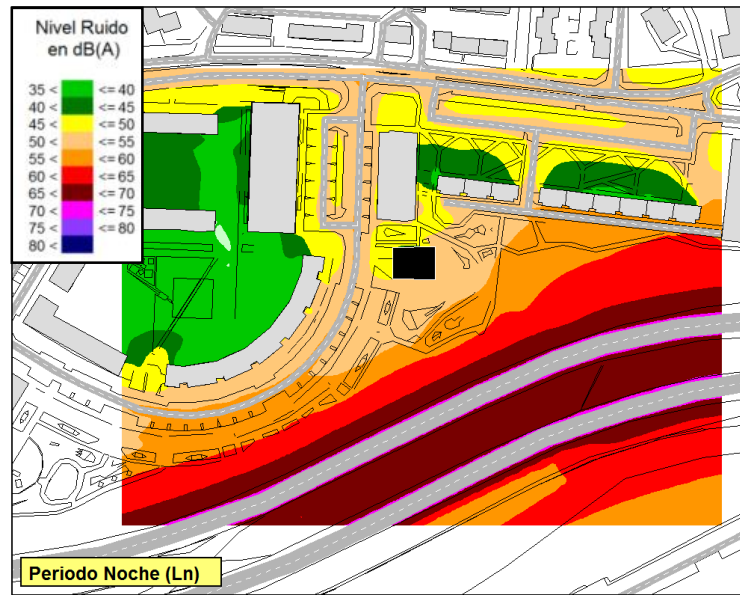 Nivel Ruido
en dB(A)
35 < <= 40
40 < <= 45
45 < <= 50
50 < <= 55
55 < <= 60
60 < <= 65
65 < <= 70
70 < <= 75
75 < <= 80
80 <
Periodo Noche (Ln)